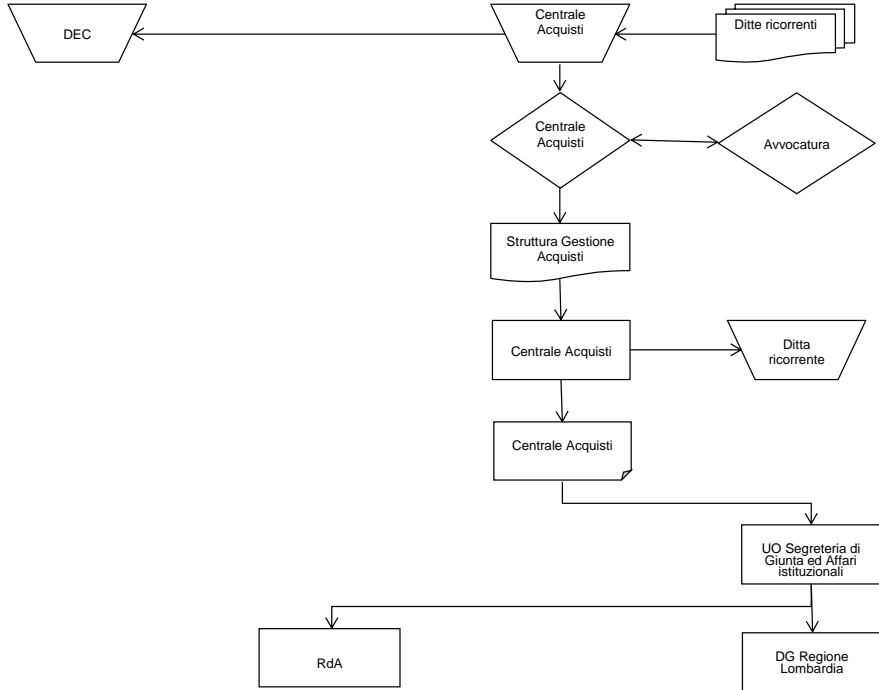 DEC
Centrale
Acquisti
Ditte ricorrenti
Centrale
Acquisti
Avvocatura
Struttura Gestione
Acquisti
Centrale Acquisti
Ditta
ricorrente
Centrale Acquisti
UO Segreteria di
Giunta ed Affari
istituzionali
RdA
DG Regione
Lombardia